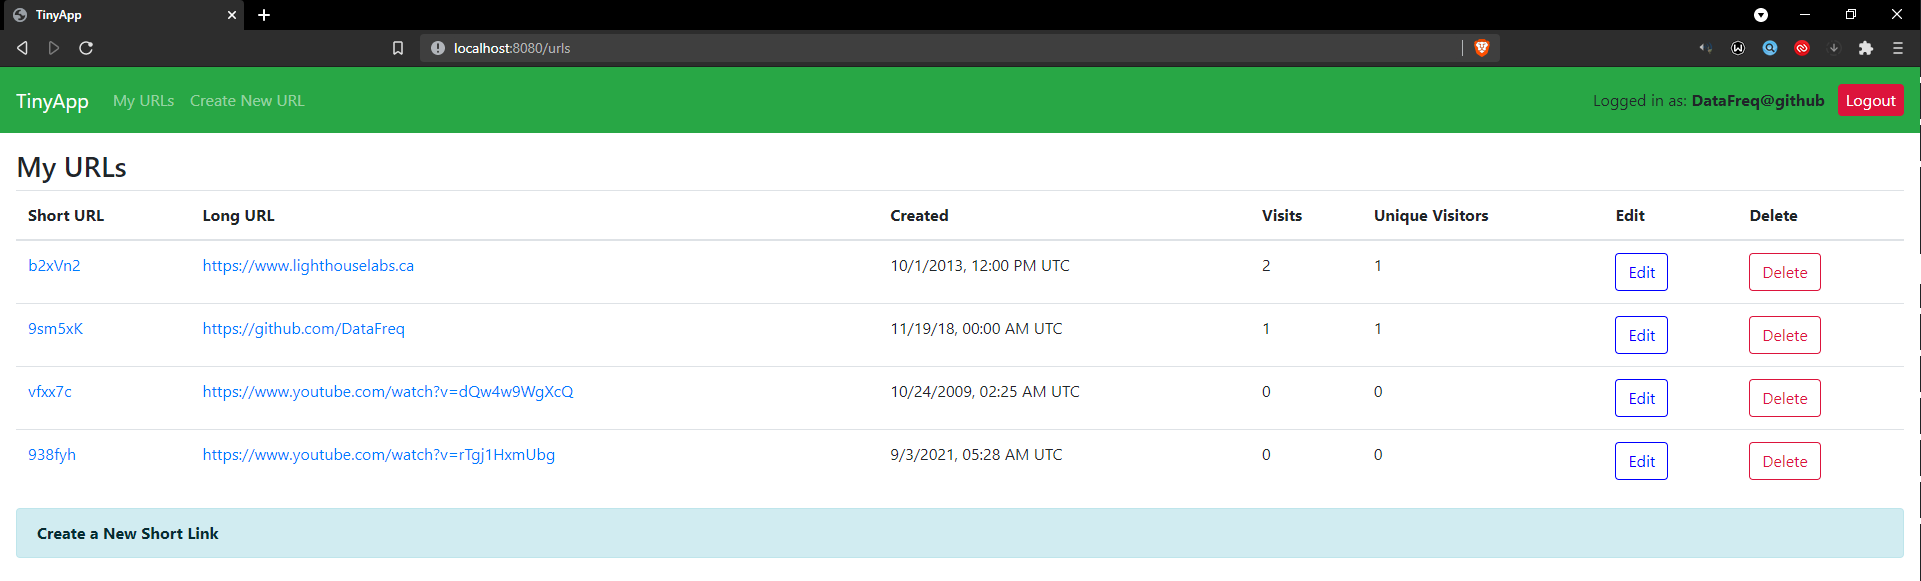 TinyApp
localhost:8080/urls
TinyApp My URLs Create New URL Logged in as: DataFreq@github Logout
My URLs
Short URL Long URL Created Visits Unique Visitors Edit Delete
b2xVn2 https://www.lighthouselabs.ca 10/1/2013, 12:00 PM UTC 2 1 Edit Delete
9sm5xK https://github.com/DataFreq 11/19/18, 00:00 AM UTC 1 1 Edit Delete
vfxx7c https://www.youtube.com/watch?v=dQw4w9WgXcQ 10/24/2009, 02:25 AM UTC 0 0 Edit Delete
938fyh https://www.youtube.com/watch?v=rTgj1HxmUbg 9/3/2021, 05:28 AM UTC 0 0 Edit Delete
Create a New Short Link